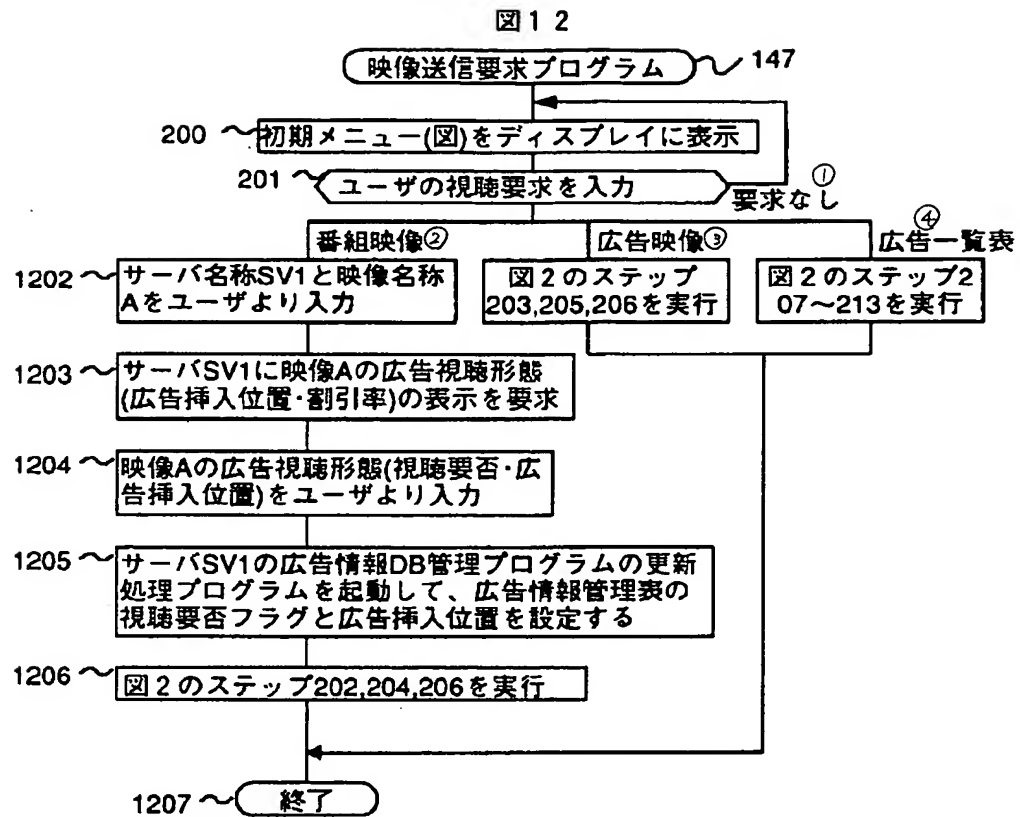 図12
映像送信要求プログラム
147
200
初期メニュー(図)をディスプレイに表示
201
ユーザの視聴要求を入力
①
要求なし
番組映像②
広告映像③
④
広告一覧表
1202
サーバ名称SV1と映像名称
Aをユーザより入力
図2のステップ
203,205,206を実行
図2のステップ2
07～213を実行
1203
サーバSV1に映像Aの広告視聴形態
(広告挿入位置・割引率)の表示を要求
1204
映像Aの広告視聴形態(視聴要否・広
告挿入位置)をユーザより入力
1205
サーバSV1の広告情報DB管理プログラムの更新
処理プログラムを起動して、広告情報管理表の
視聴要否フラグと広告挿入位置を設定する
1206
図2のステップ202,204,206を実行
1207
終了